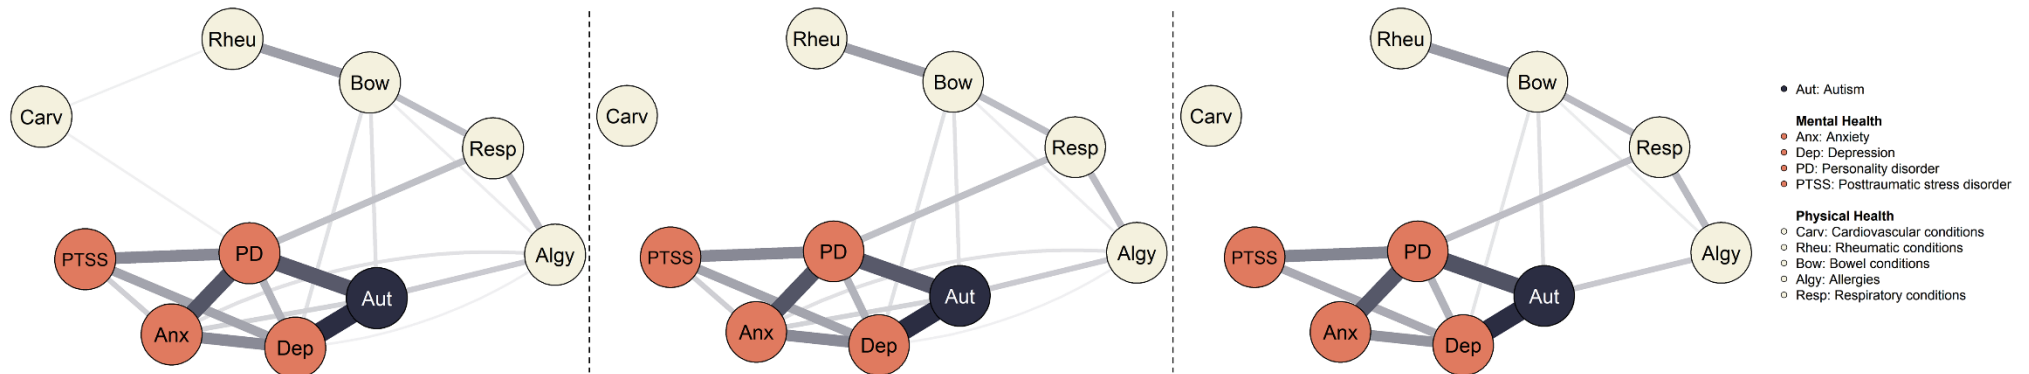 Rheu
Bow
Carv
Resp
PTSS
PD
Algy
Aut
Anx
Dep
Rheu
Bow
Carv
Resp
PTSS
PD
Algy
Aut
Anx
Dep
Rheu
Bow
Carv
Resp
PTSS
PD
Algy
Aut
Anx
Dep
Aut: Autism
Mental Health
Anx: Anxiety
Dep: Depression
PD: Personality disorder
PTSS: Posttraumatic stress disorder
Physical Health
Carv: Cardiovascular conditions
Rheu: Rheumatic conditions
Bow: Bowel conditions
Algy: Allergies
Resp: Respiratory conditions